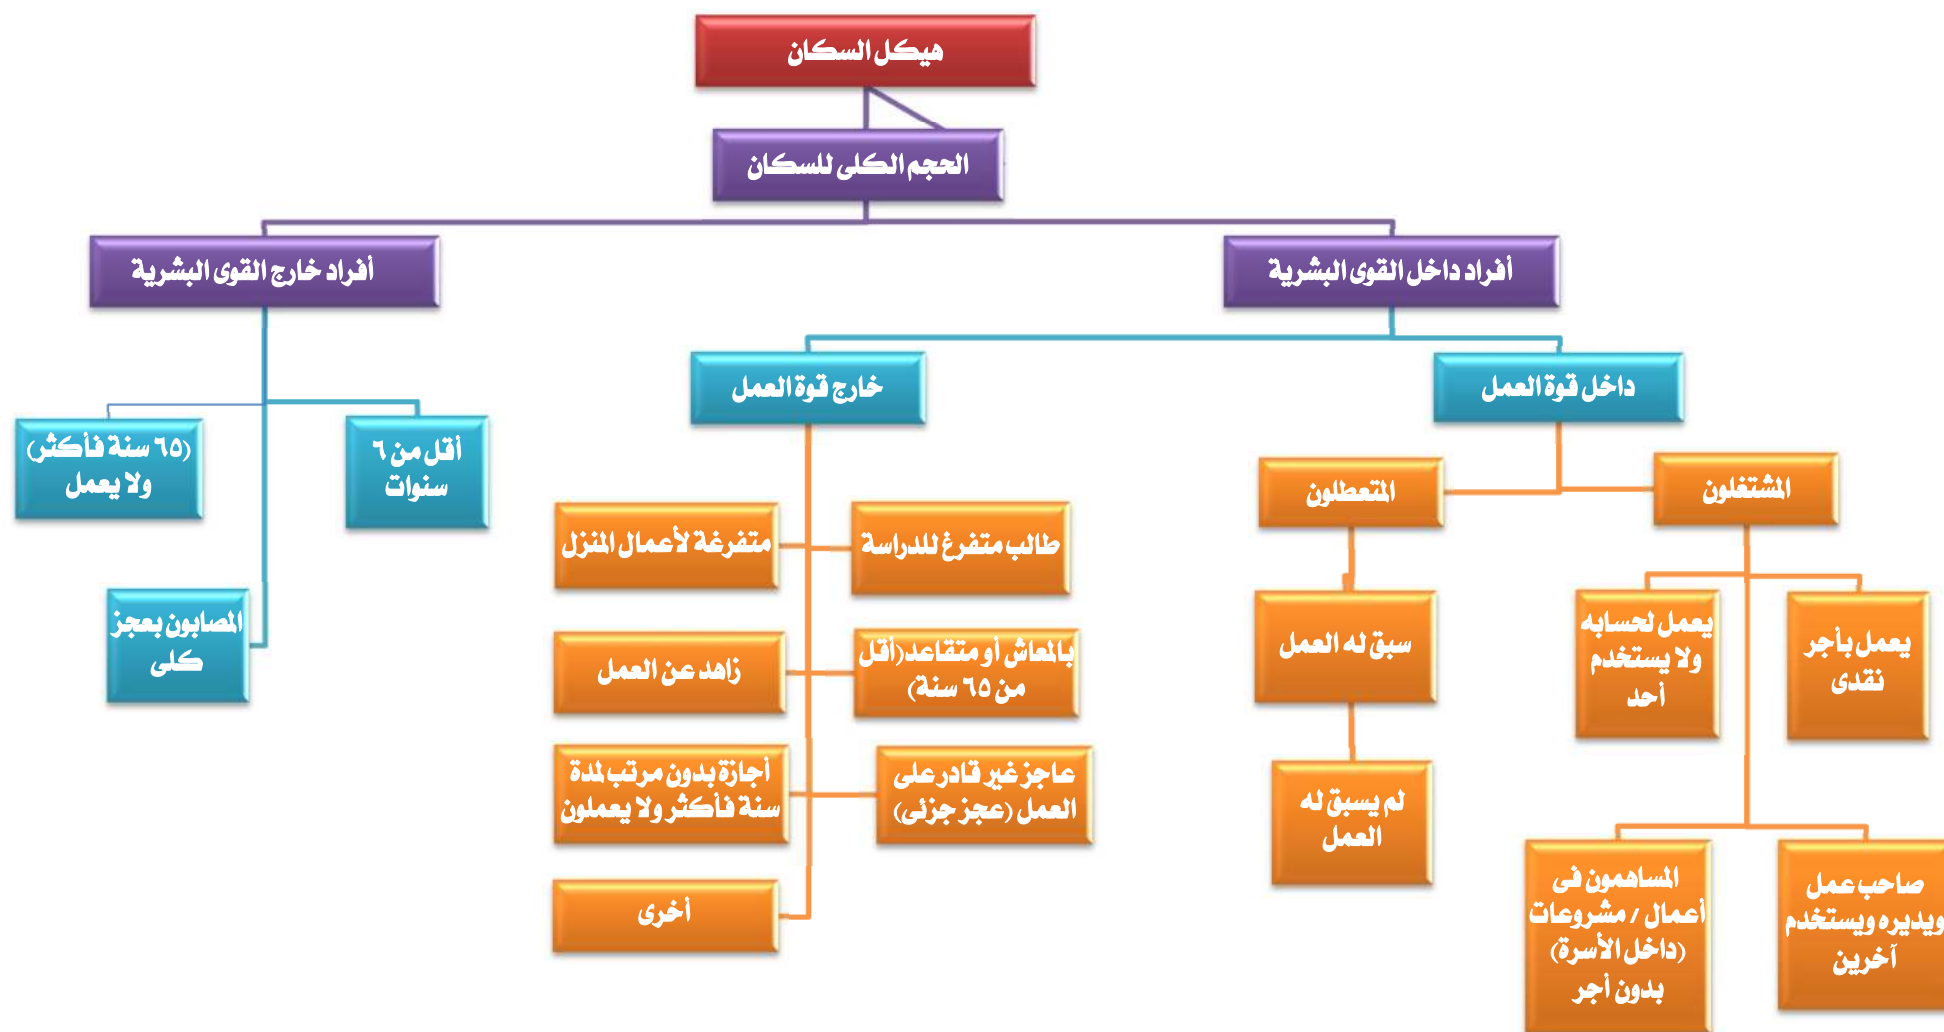 هيكل السكان
الحجم الكلى للسكان
أفراد داخل القوى البشرية
أفراد خارج القوى البشرية
داخل قوة العمل
خارج قوة العمل
أقل من ٦
سنوات
(٦٥ سنة فأكثر)
ولا يعمل
المصابون بعجز
كلى
المشتغلون
المتعطلون
يعمل بأجر
نقدى
يعمل لحسابه
ولا يستخدم
أحد
صاحب عمل
ويديره ويستخدم
آخرين
المساهمون فى
أعمال / مشروعات
(داخل الأسرة)
بدون أجر
سبق له العمل
لم يسبق له
العمل
طالب متفرغ للدراسة
متفرغة لأعمال المنزل
بالمعاش أو متقاعد(أقل
من ٦٥ سنة)
زاهد عن العمل
عاجز غير قادر على
العمل (عجز جزئى)
أجازة بدون مرتب لمدة
سنة فأكثر ولا يعملون
أخرى